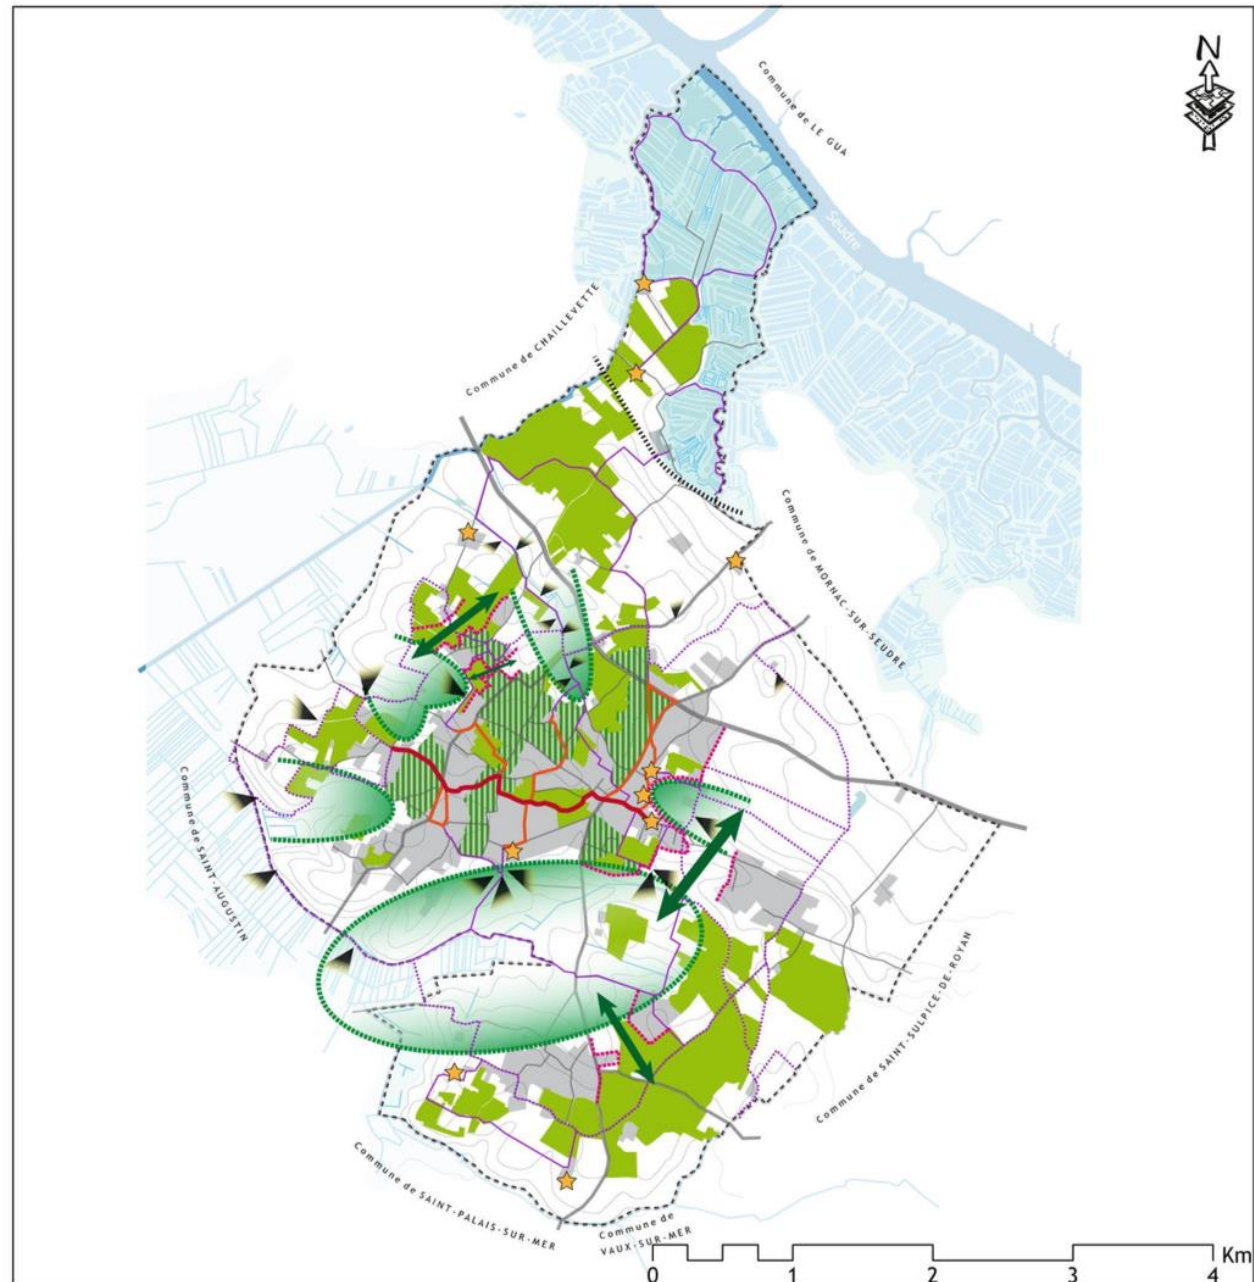 N
Commune de LE GUA
Seudre
Commune de CHAILLEVETTE
Commune de MORNAC-SUR-SEUDRE
Commune de SAINT-AUGUSTIN
Commune de SAINT-SULPICE-DE-ROYAN
Commune de SAINT-PALAIS-SUR-MER
Commune de
VAUX-SUR-MER
Km
0 1 2 3 4